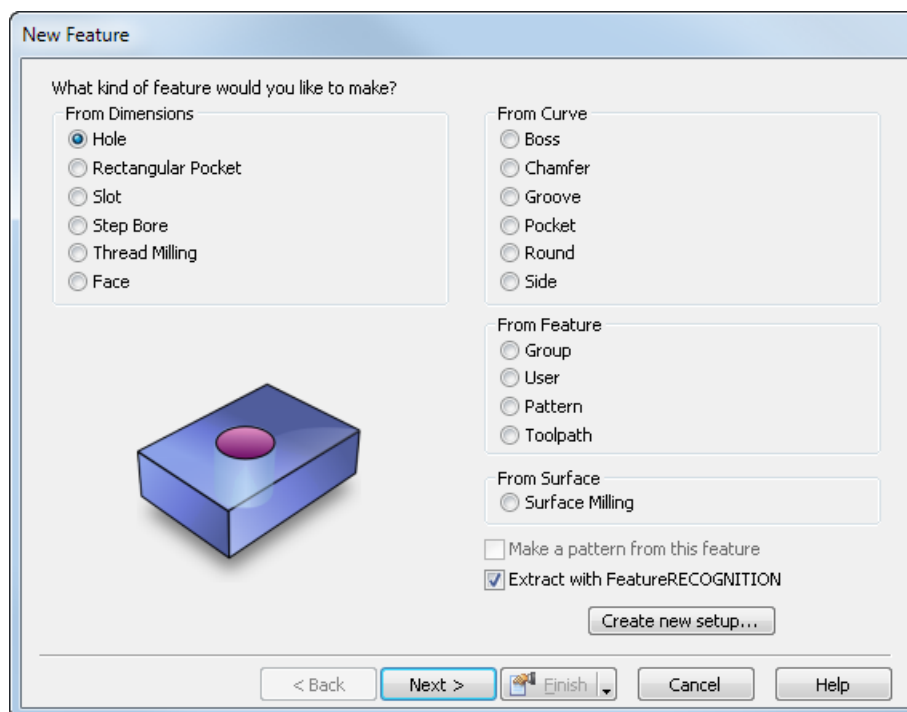 New Feature
What kind of feature would you like to make?
From Dimensions
Hole
Rectangular Pocket
Slot
Step Bore
Thread Milling
Face
From Curve
Boss
Chamfer
Groove
Pocket
Round
Side
From Feature
Group
User
Pattern
Toolpath
From Surface
Surface Milling
Make a pattern from this feature
Extract with FeatureRECOGNITION
Create new setup...
< Back
Next >
Finish
Cancel
Help